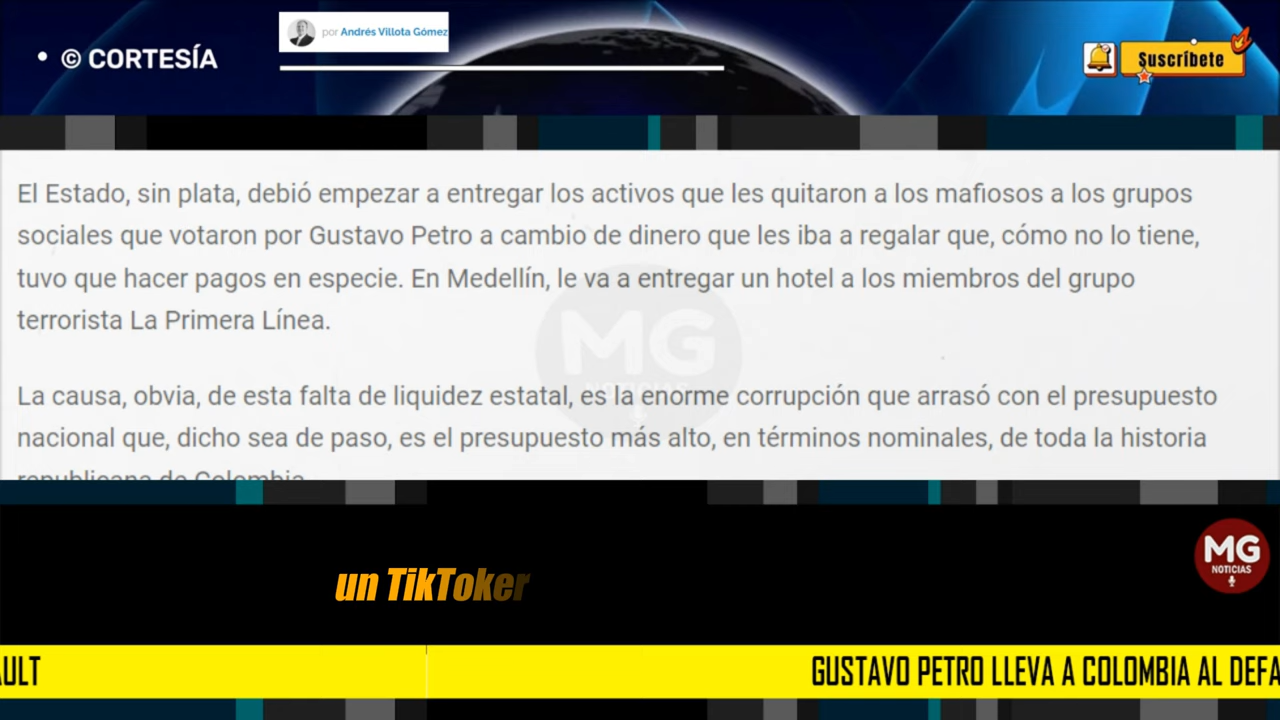 • © CORTESÍA
por Andrés Villota Gómez
Suscríbete
El Estado, sin plata, debió empezar a entregar los activos que les quitaron a los mafiosos a los grupos
sociales que votaron por Gustavo Petro a cambio de dinero que les iba a regalar que, cómo no lo tiene,
tuvo que hacer pagos en especie. En Medellín, le va a entregar un hotel a los miembros del grupo
terrorista La Primera Línea.
La causa, obvia, de esta falta de liquidez estatal, es la enorme corrupción que arrasó con el presupuesto
nacional que, dicho sea de paso, es el presupuesto más alto, en términos nominales, de toda la historia
republicana de Colombia
MG
NOTICIAS
un TikToker
MG
NOTICIAS
AULT
GUSTAVO PETRO LLEVA A COLOMBIA AL DEFA